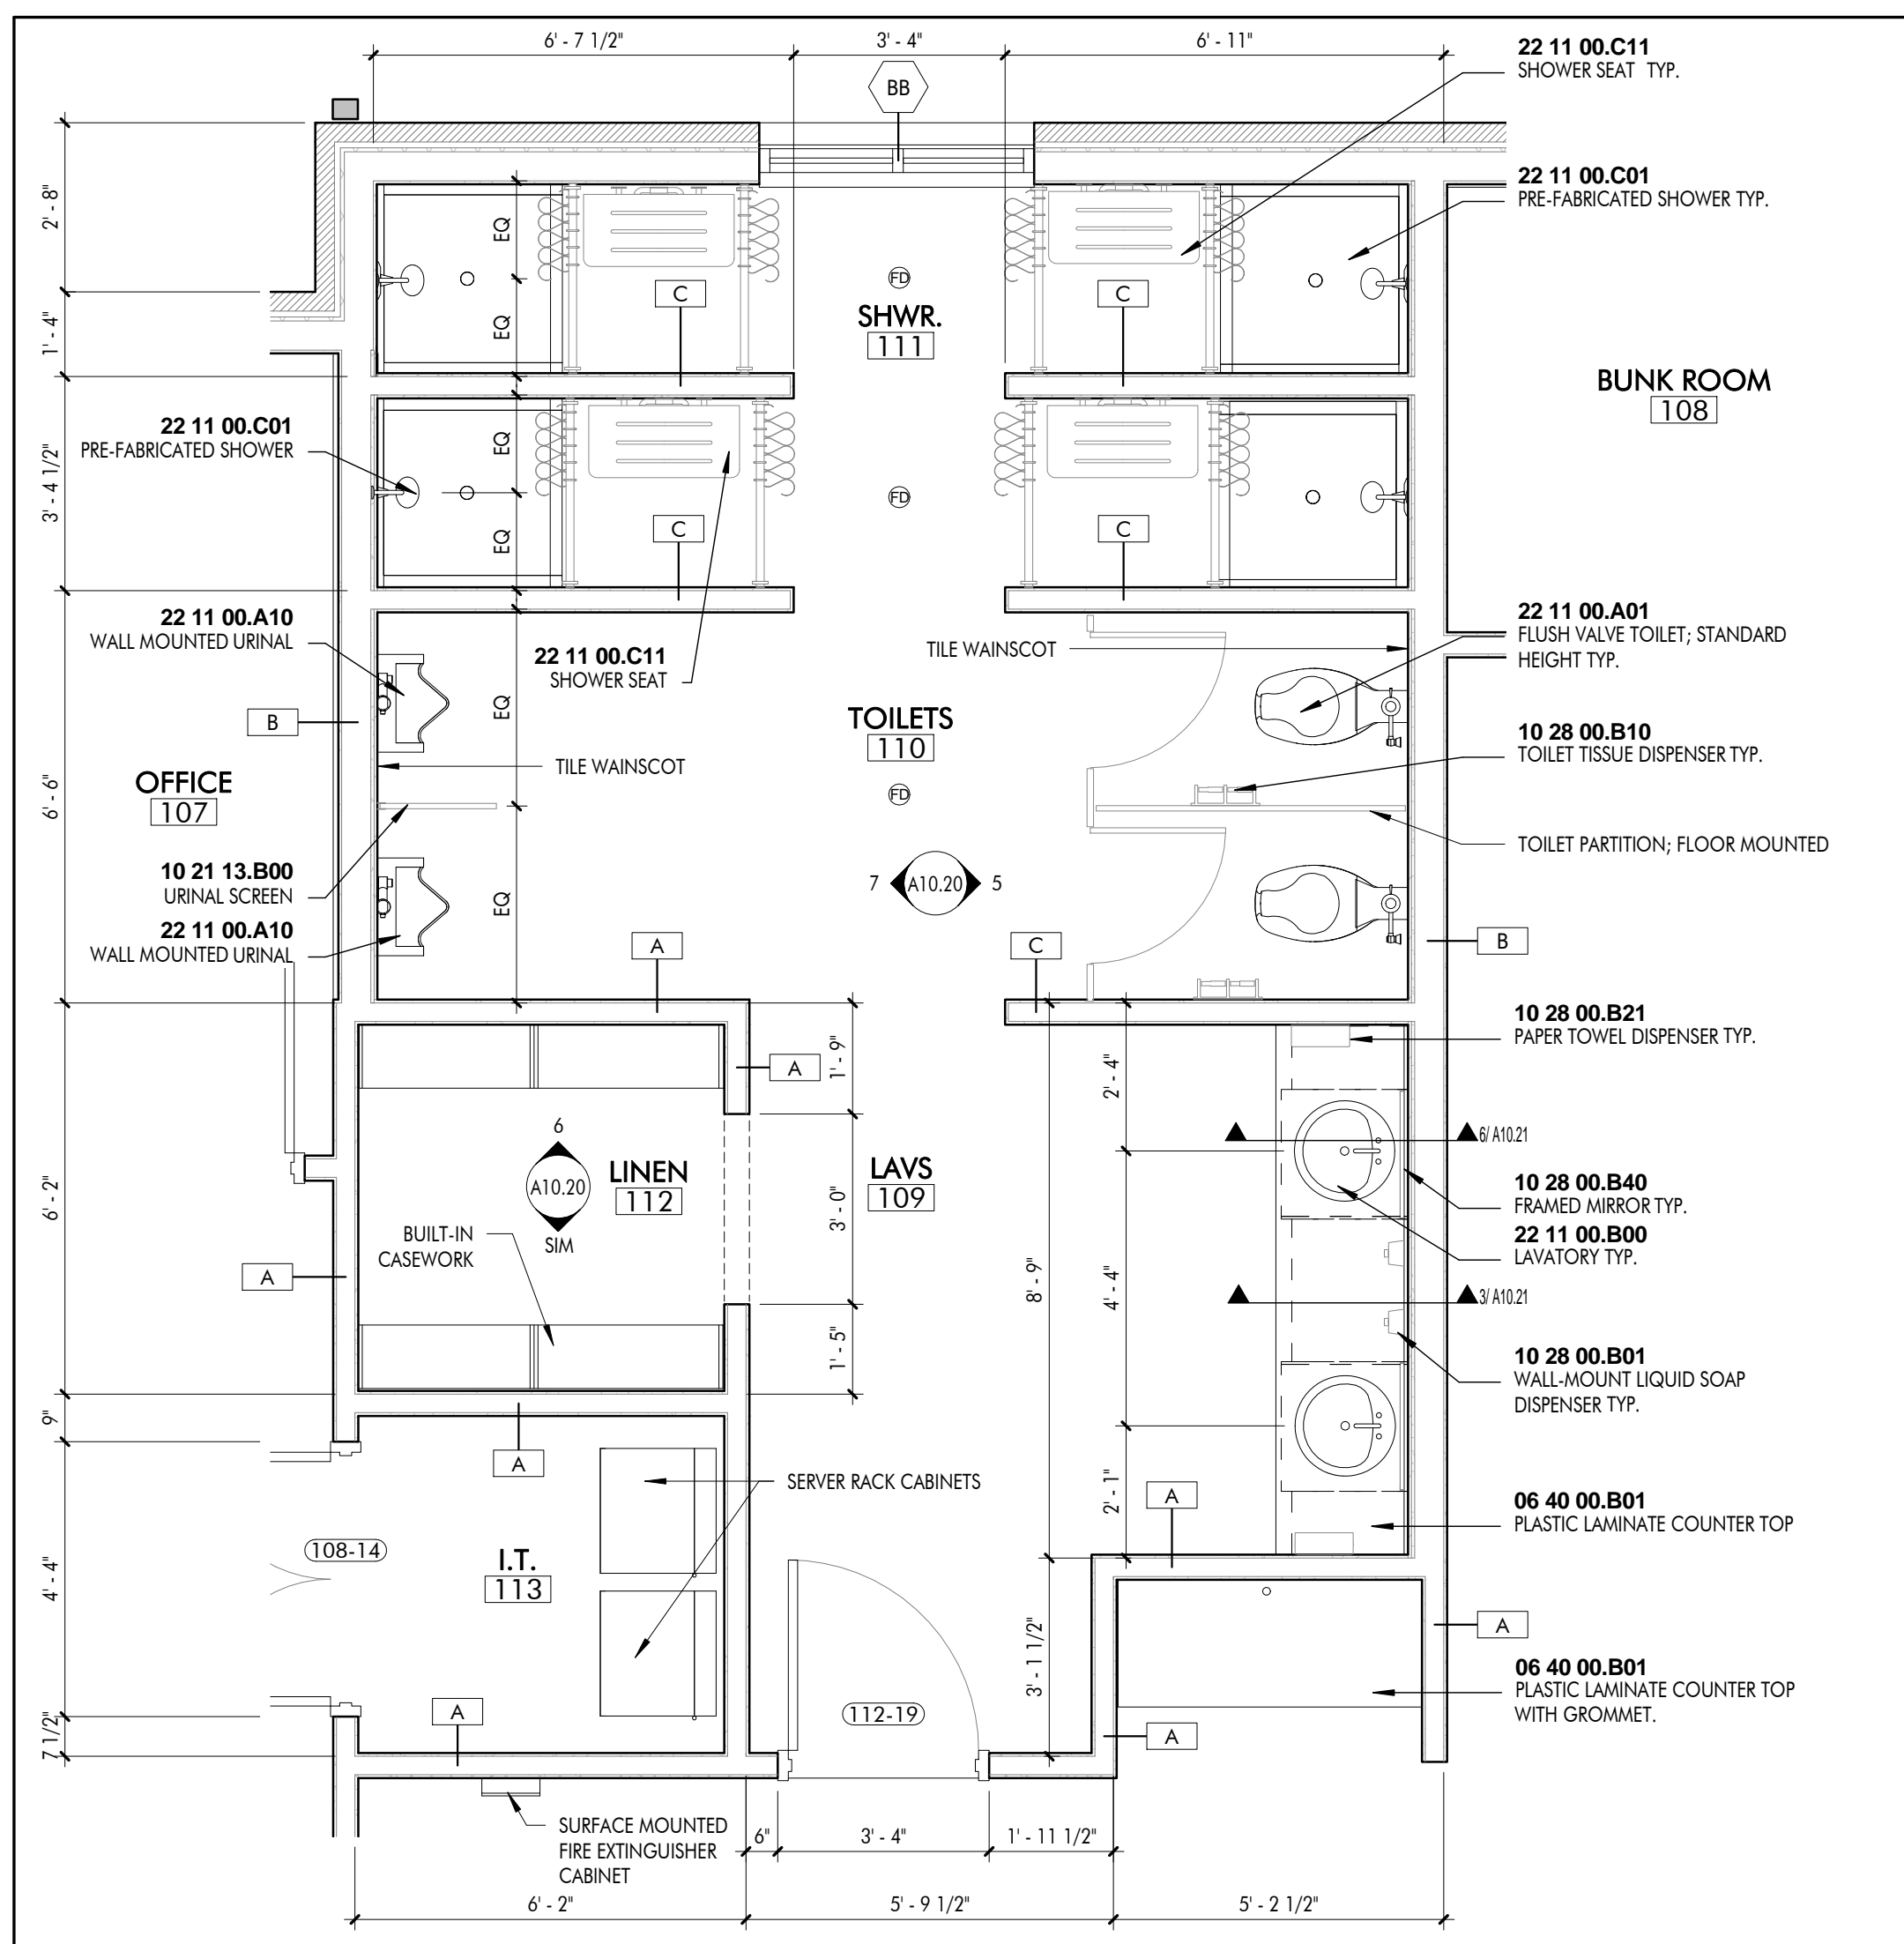 6' - 7 1/2"
3' - 4"
6' - 11"
BB
22 11 00.C11
SHOWER SEAT TYP.
22 11 00.C01
PRE-FABRICATED SHOWER TYP.
2' - 8"
1' - 4"
3' - 4 1/2"
6' - 6"
6' - 2"
9"
4' - 4"
7 1/2"
EQ
EQ
C
FD
SHWR.
111
C
BUNK ROOM
108
22 11 00.C01
PRE-FABRICATED SHOWER
EQ
EQ
C
FD
C
22 11 00.A10
WALL MOUNTED URINAL
22 11 00.C11
SHOWER SEAT
TILE WAINSCOT
22 11 00.A01
FLUSH VALVE TOILET; STANDARD
HEIGHT TYP.
B
EQ
TOILETS
110
10 28 00.B10
TOILET TISSUE DISPENSER TYP.
TILE WAINSCOT
OFFICE
107
FD
TOILET PARTITION; FLOOR MOUNTED
10 21 13.B00
URINAL SCREEN
EQ
7
A10.20
5
22 11 00.A10
WALL MOUNTED URINAL
A
C
B
10 28 00.B21
PAPER TOWEL DISPENSER TYP.
A
1' - 9"
2' - 4"
6
A10.20
SIM
LINEN
112
LAVS
109
3' - 0"
6/ A10.21
10 28 00.B40
FRAMED MIRROR TYP.
22 11 00.B00
LAVATORY TYP.
BUILT-IN
CASEWORK
A
8' - 9"
4' - 4"
3/ A10.21
1' - 5"
10 28 00.B01
WALL-MOUNT LIQUID SOAP
DISPENSER TYP.
A
SERVER RACK CABINETS
2' - 1"
A
06 40 00.B01
PLASTIC LAMINATE COUNTER TOP
108-14
I.T.
113
3' - 1 1/2"
A
06 40 00.B01
PLASTIC LAMINATE COUNTER TOP
WITH GROMMET.
A
112-19
A
SURFACE MOUNTED
FIRE EXTINGUISHER
CABINET
6"
3' - 4"
1' - 11 1/2"
6' - 2"
5' - 9 1/2"
5' - 2 1/2"